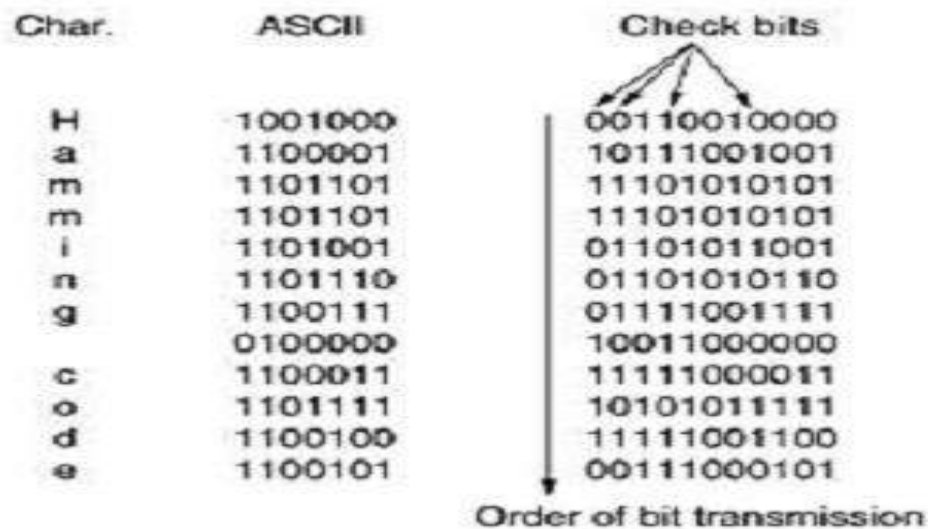 Char. ASCII Check bits
H 1001000 00110010000
a 1100001 10111001001
m 1101101 11101010101
m 1101101 11101010101
i 1101001 01101011001
n 1101110 01101010110
g 1100111 01111001111
0100000 10011000000
c 1100011 11111000011
o 1101111 10101011111
d 1100100 11111001100
e 1100101 00111000101
Order of bit transmission